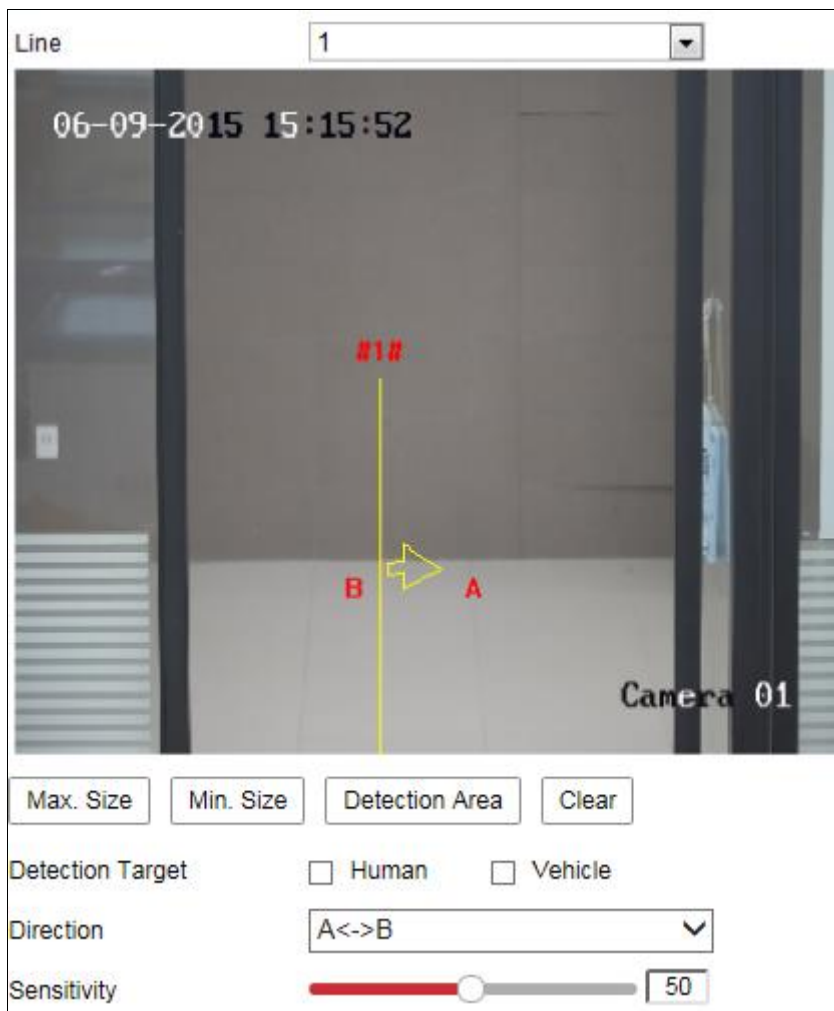 Line 1
06-09-2015 15:15:52
#1#
B A
Camera 01
Max. Size Min. Size Detection Area Clear
Detection Target Human Vehicle
Direction A<->B
Sensitivity 50